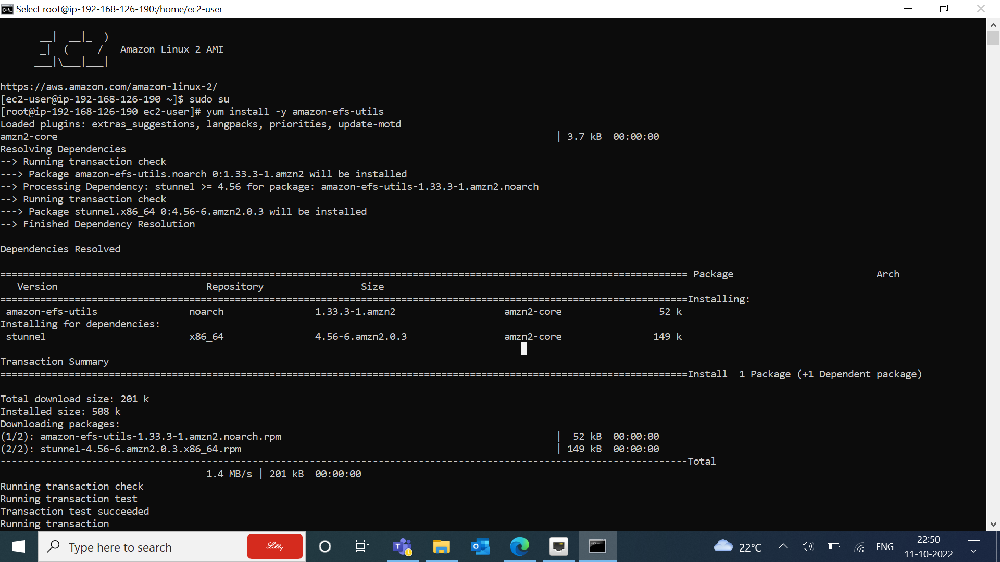 Select root@ip-192-168-126-190:/home/ec2-user
__|  __|_  )
_|  (     /   Amazon Linux 2 AMI
___|\___|___|
https://aws.amazon.com/amazon-linux-2/
[ec2-user@ip-192-168-126-190 ~]$ sudo su
[root@ip-192-168-126-190 ec2-user]# yum install -y amazon-efs-utils
Loaded plugins: extras_suggestions, langpacks, priorities, update-motd
amzn2-core | 3.7 kB  00:00:00
Resolving Dependencies
--> Running transaction check
---> Package amazon-efs-utils.noarch 0:1.33.3-1.amzn2 will be installed
--> Processing Dependency: stunnel >= 4.56 for package: amazon-efs-utils-1.33.3-1.amzn2.noarch
--> Running transaction check
---> Package stunnel.x86_64 0:4.56-6.amzn2.0.3 will be installed
--> Finished Dependency Resolution
Dependencies Resolved
======================================================================================================================== Package Arch
Version Repository Size
========================================================================================================================Installing:
amazon-efs-utils noarch 1.33.3-1.amzn2 amzn2-core 52 k
Installing for dependencies:
stunnel x86_64 4.56-6.amzn2.0.3 amzn2-core 149 k
Transaction Summary
========================================================================================================================Install  1 Package (+1 Dependent package)
Total download size: 201 k
Installed size: 508 k
Downloading packages:
(1/2): amazon-efs-utils-1.33.3-1.amzn2.noarch.rpm |  52 kB  00:00:00
(2/2): stunnel-4.56-6.amzn2.0.3.x86_64.rpm | 149 kB  00:00:00
------------------------------------------------------------------------------------------------------------------------Total
1.4 MB/s | 201 kB  00:00:00
Running transaction check
Running transaction test
Transaction test succeeded
Running transaction
Type here to search
Lilly
22°C
ENG
22:50
11-10-2022